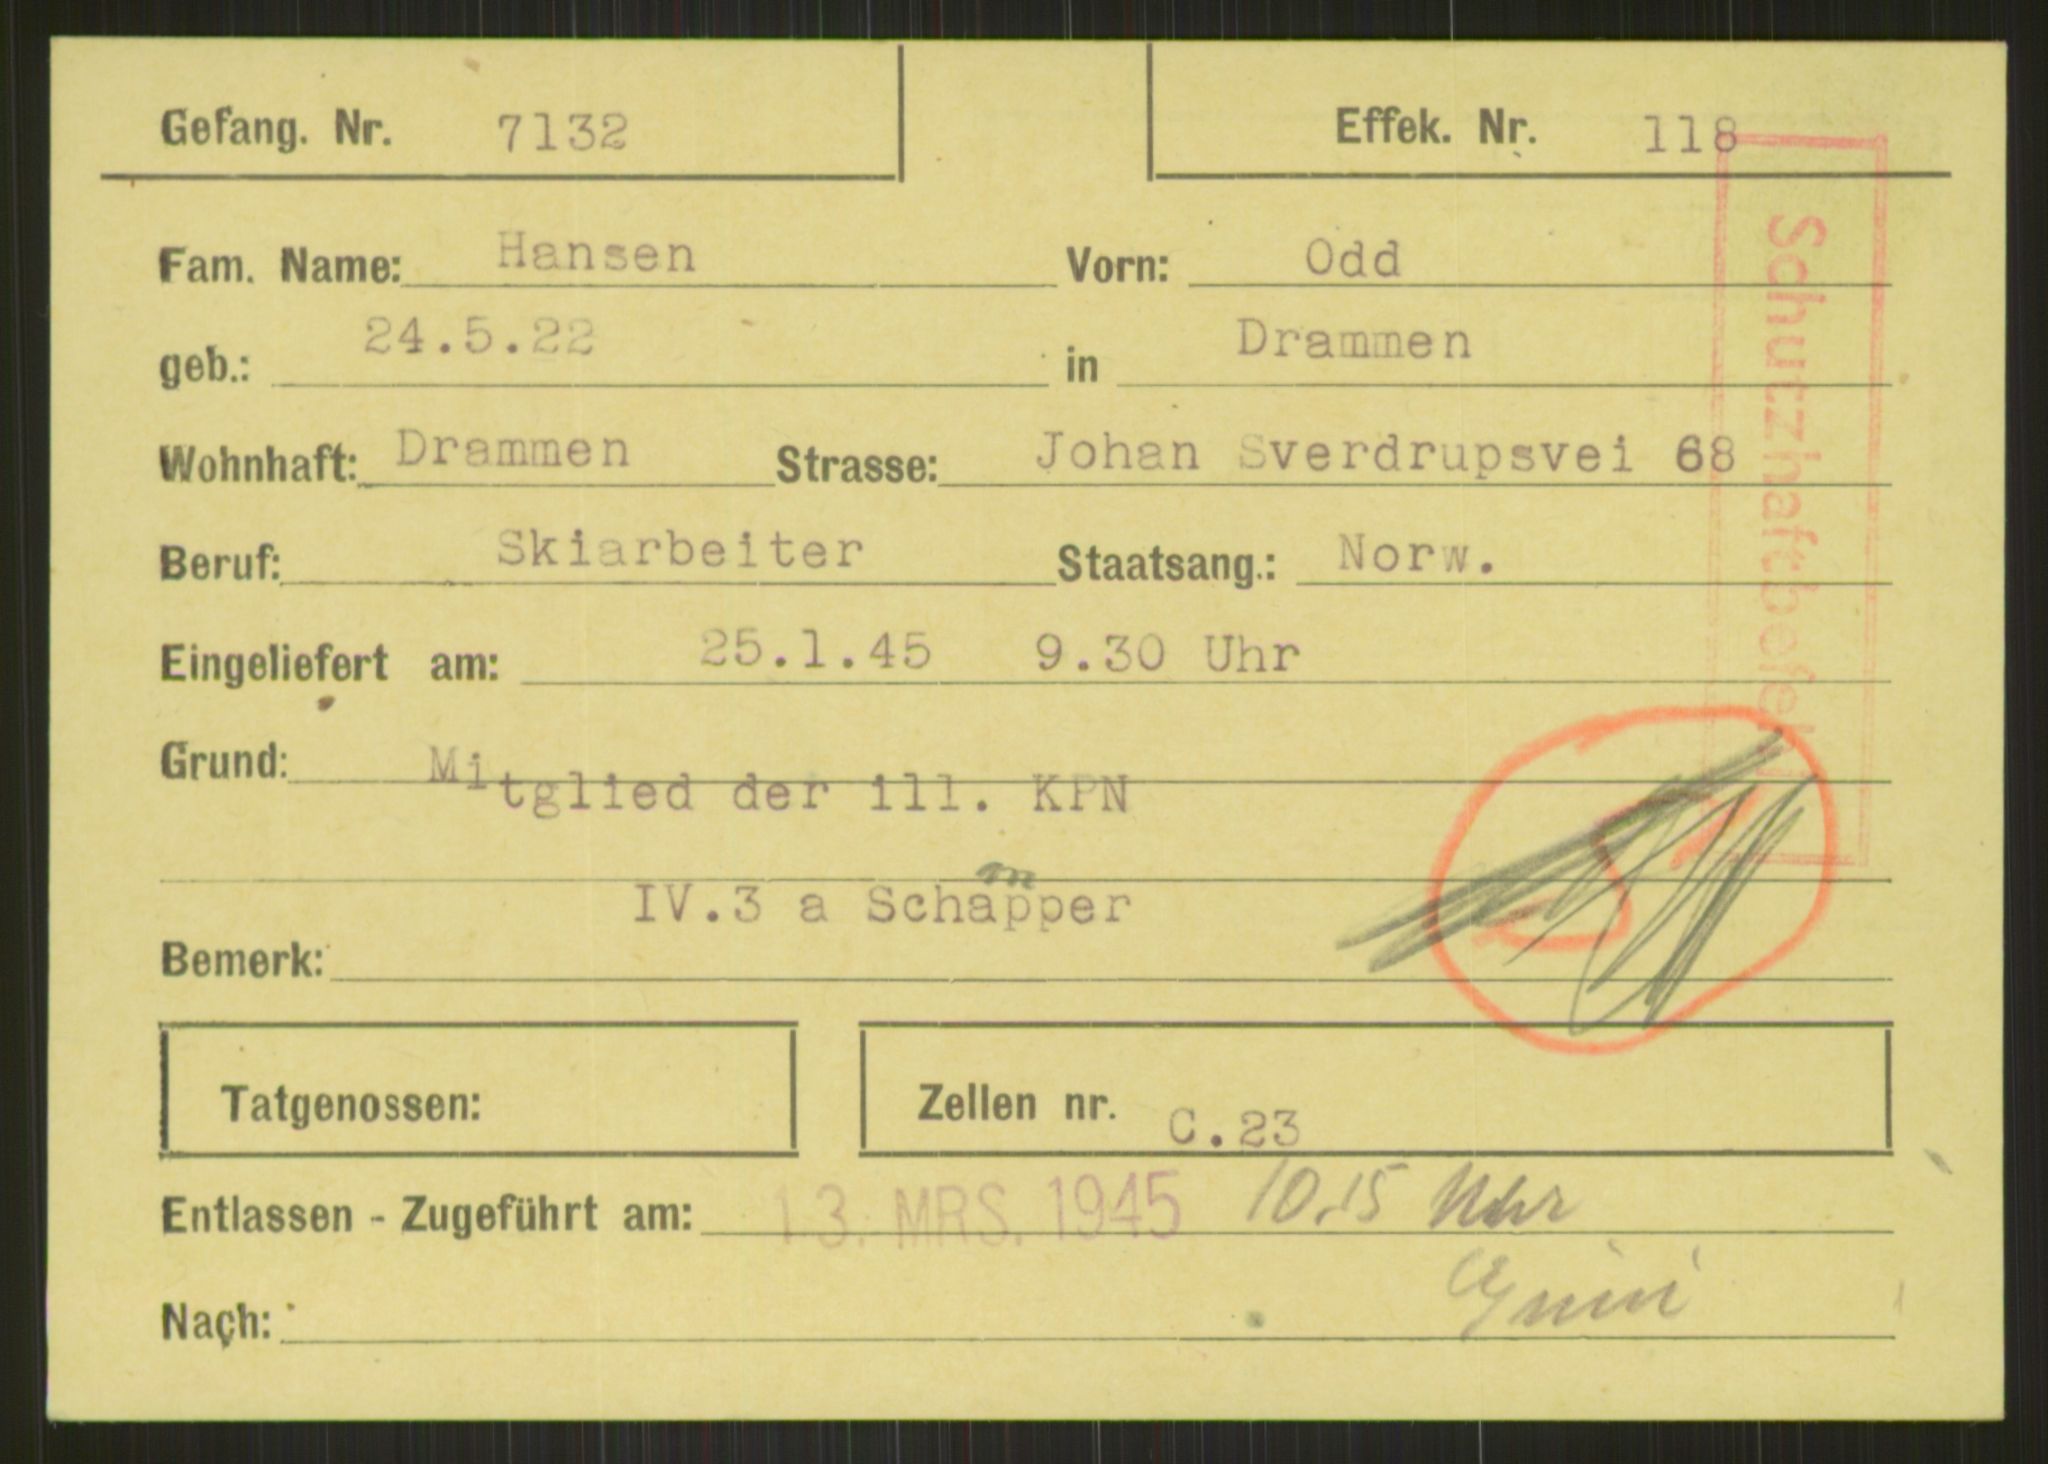 Gefang. Nr. 7132 Effek. Nr. 118
Fam. Name: Hansen Vorn: Odd
geb.: 24.5.22 in Drammen
Wohnhaft: Drammen Strasse: Johan Sverdrupsvei 68
Beruf: Skiarbeiter Staatsang.: Norw.
Eingeliefert am: 25.1.45 9.30 Uhr
Grund: Mitglied der ill. KPN
m
IV.3 a Schapper
Bemerk:
Tatgenossen: Zellen nr. C.23
Entlassen - Zugeführt am: 13. MRS. 1945 10.15 Uhr
Nach: Grini
Schutzhaftbefehl